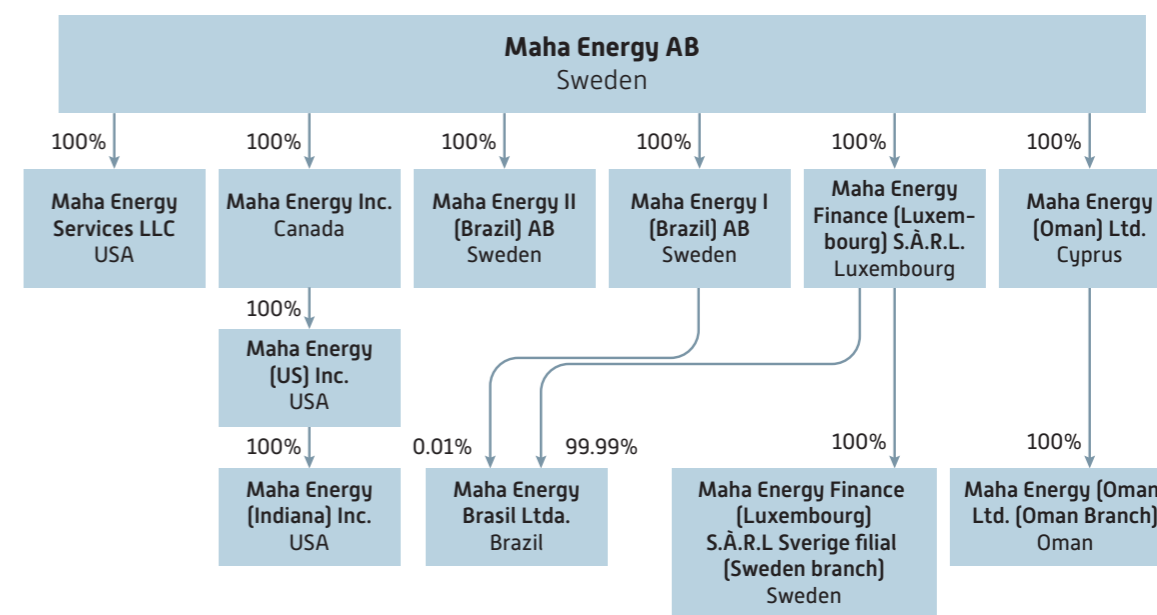 Maha Energy AB
Sweden
100%
100%
100%
100%
100%
100%
Maha Energy
Services LLC
USA
Maha Energy Inc.
Canada
Maha Energy II
(Brazil) AB
Sweden
Maha Energy I
(Brazil) AB
Sweden
Maha Energy
Finance (Luxem-
bourg) S.À.R.L.
Luxembourg
Maha Energy
(Oman) Ltd.
Cyprus
100%
Maha Energy
(US) Inc.
USA
100%
0.01%
99.99%
100%
100%
Maha Energy
(Indiana) Inc.
USA
Maha Energy
Brasil Ltda.
Brazil
Maha Energy Finance
(Luxembourg)
S.À.R.L Sverige filial
(Sweden branch)
Sweden
Maha Energy (Oman
Ltd. (Oman Branch)
Oman